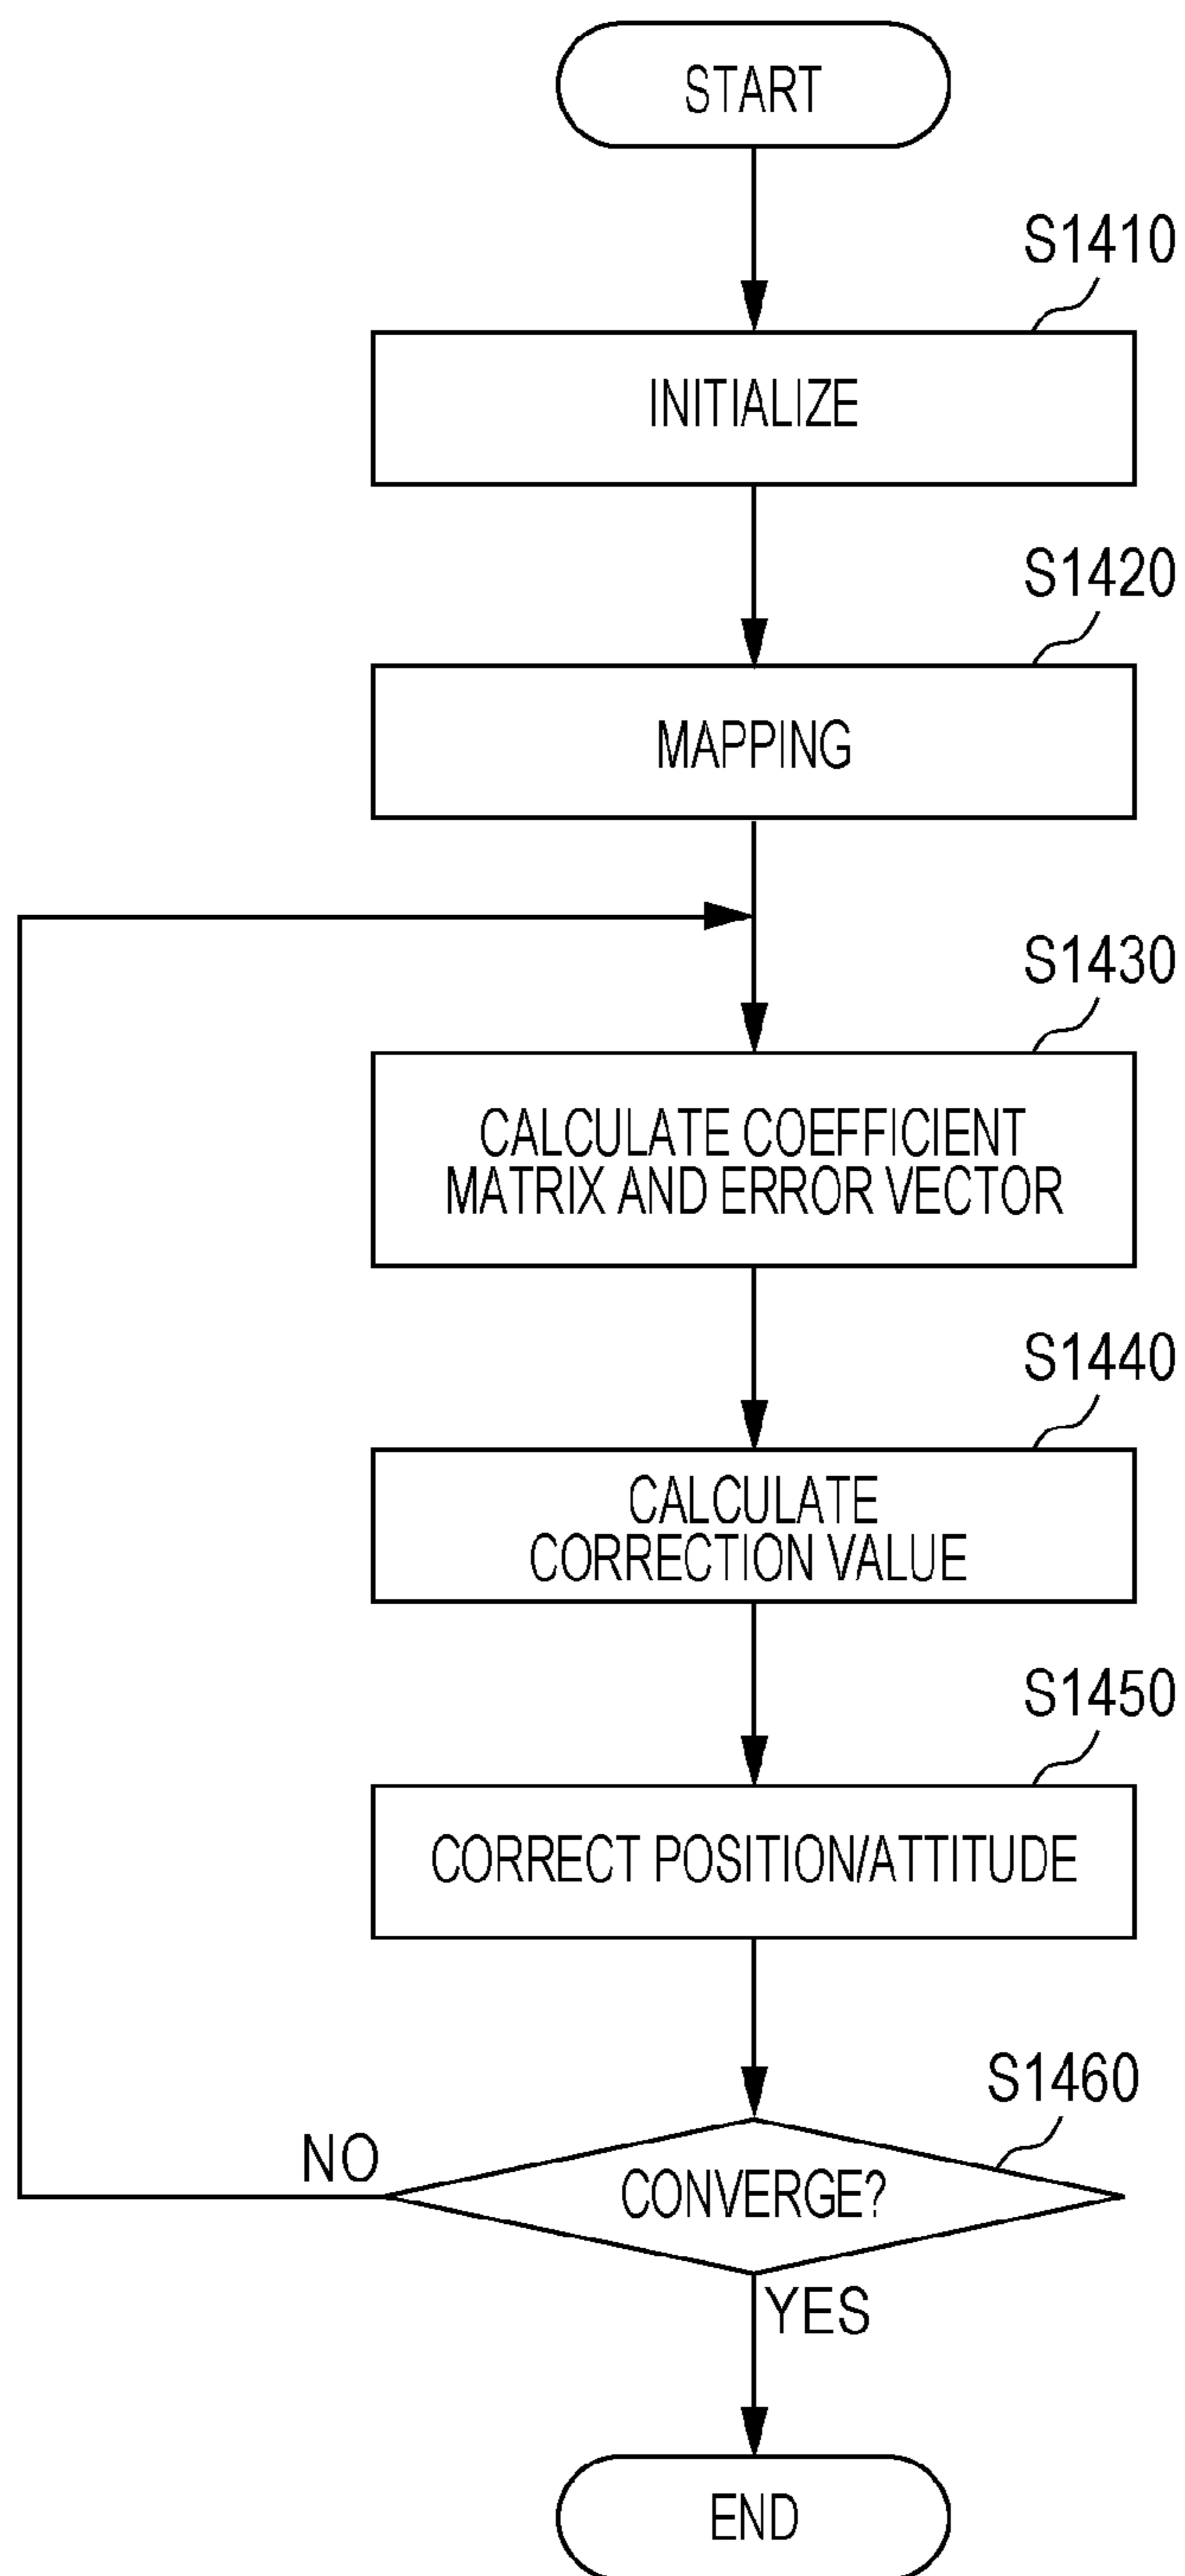 START
S1410
INITIALIZE
S1420
MAPPING
S1430
CALCULATE COEFFICIENT
MATRIX AND ERROR VECTOR
S1440
CALCULATE
CORRECTION VALUE
S1450
CORRECT POSITION/ATTITUDE
S1460
NO
CONVERGE?
YES
END